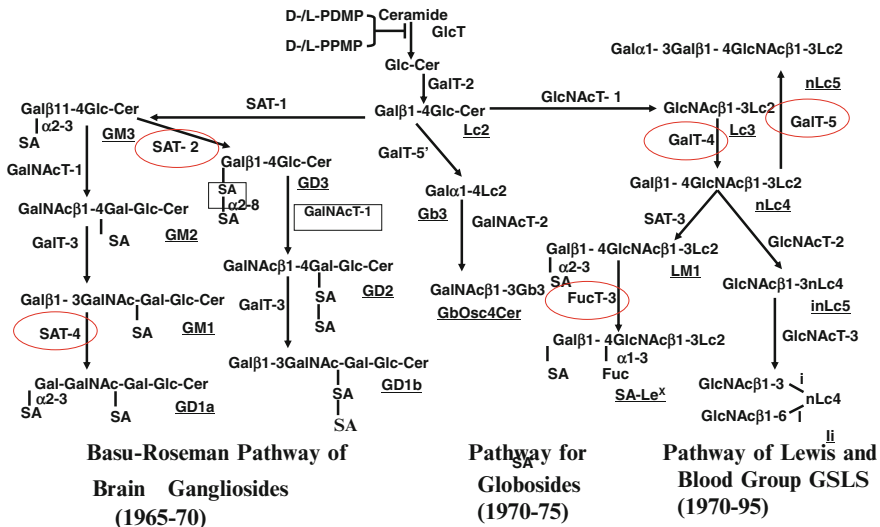 D-/L-PDMP Ceramide
GlcT
D-/L-PPMP
Glc-Cer
GalT-2
Galα1- 3Galβ1- 4GlcNAcβ1-3Lc2
nLc5
GalT-5
Galβ11-4Glc-Cer
α2-3
SA
GM3
SAT-1
Galβ1-4Glc-Cer
Lc2
GlcNAcT- 1
GlcNAcβ1-3Lc2
Lc3
GalT-4
SAT- 2
GalNAcT-1
Galβ1-4Glc-Cer
SA
GD3
α2-8
SA
GalNAcT-1
GalT-5'
Galα1-4Lc2
Gb3
GalNAcT-2
Galβ1- 4GlcNAcβ1-3Lc2
nLc4
SAT-3
GlcNAcT-2
GalNAcβ1-4Gal-Glc-Cer
SA
GM2
GalT-3
GalNAcβ1-4Gal-Glc-Cer
SA
SA
GD2
GalT-3
GalNAcβ1-3Gb3
GbOsc4Cer
Galβ1- 4GlcNAcβ1-3Lc2
α2-3
SA
LM1
FucT-3
GlcNAcβ1-3nLc4
inLc5
GlcNAcT-3
Galβ1- 3GalNAc-Gal-Glc-Cer
SA
GM1
SAT-4
Galβ1-3GalNAc-Gal-Glc-Cer
SA
SA
GD1b
Galβ1- 4GlcNAcβ1-3Lc2
α1-3
SA
Fuc
SA-Leˣ
GlcNAcβ1-3
i
nLc4
GlcNAcβ1-6
I
Ii
Gal-GalNAc-Gal-Glc-Cer
α2-3
SA
SA
GD1a
Basu-Roseman Pathway of
Brain Gangliosides
(1965-70)
Pathway for
SA
Globosides
(1970-75)
Pathway of Lewis and
Blood Group GSLS
(1970-95)